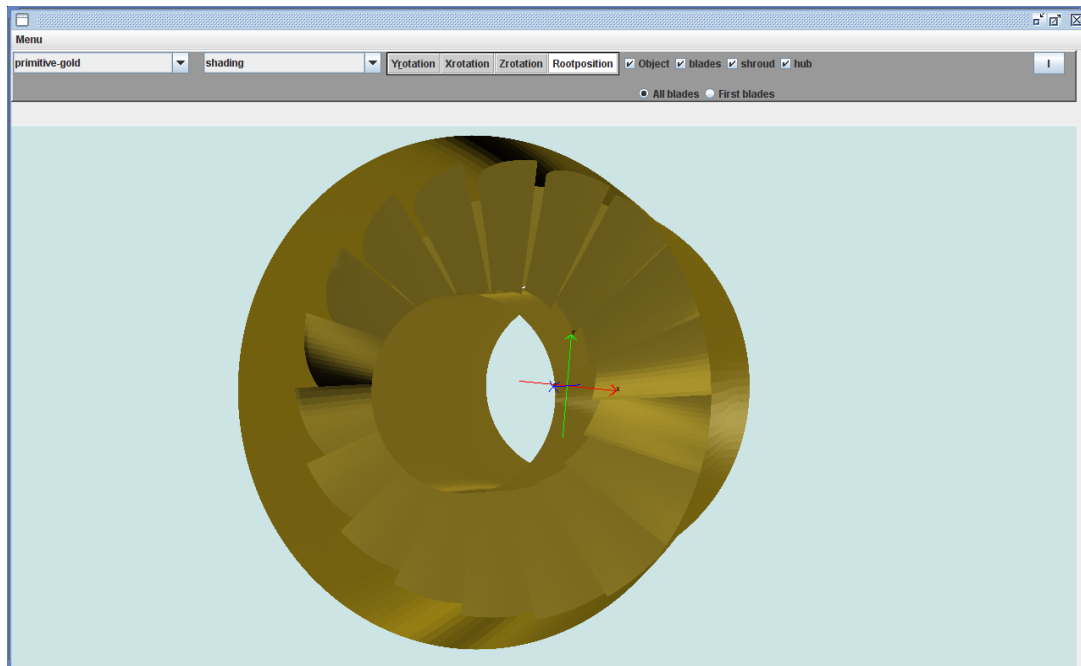 Menu
primitive-gold shading Yrotation Xrotation Zrotation Rootposition Object blades shroud hub I
All blades First blades